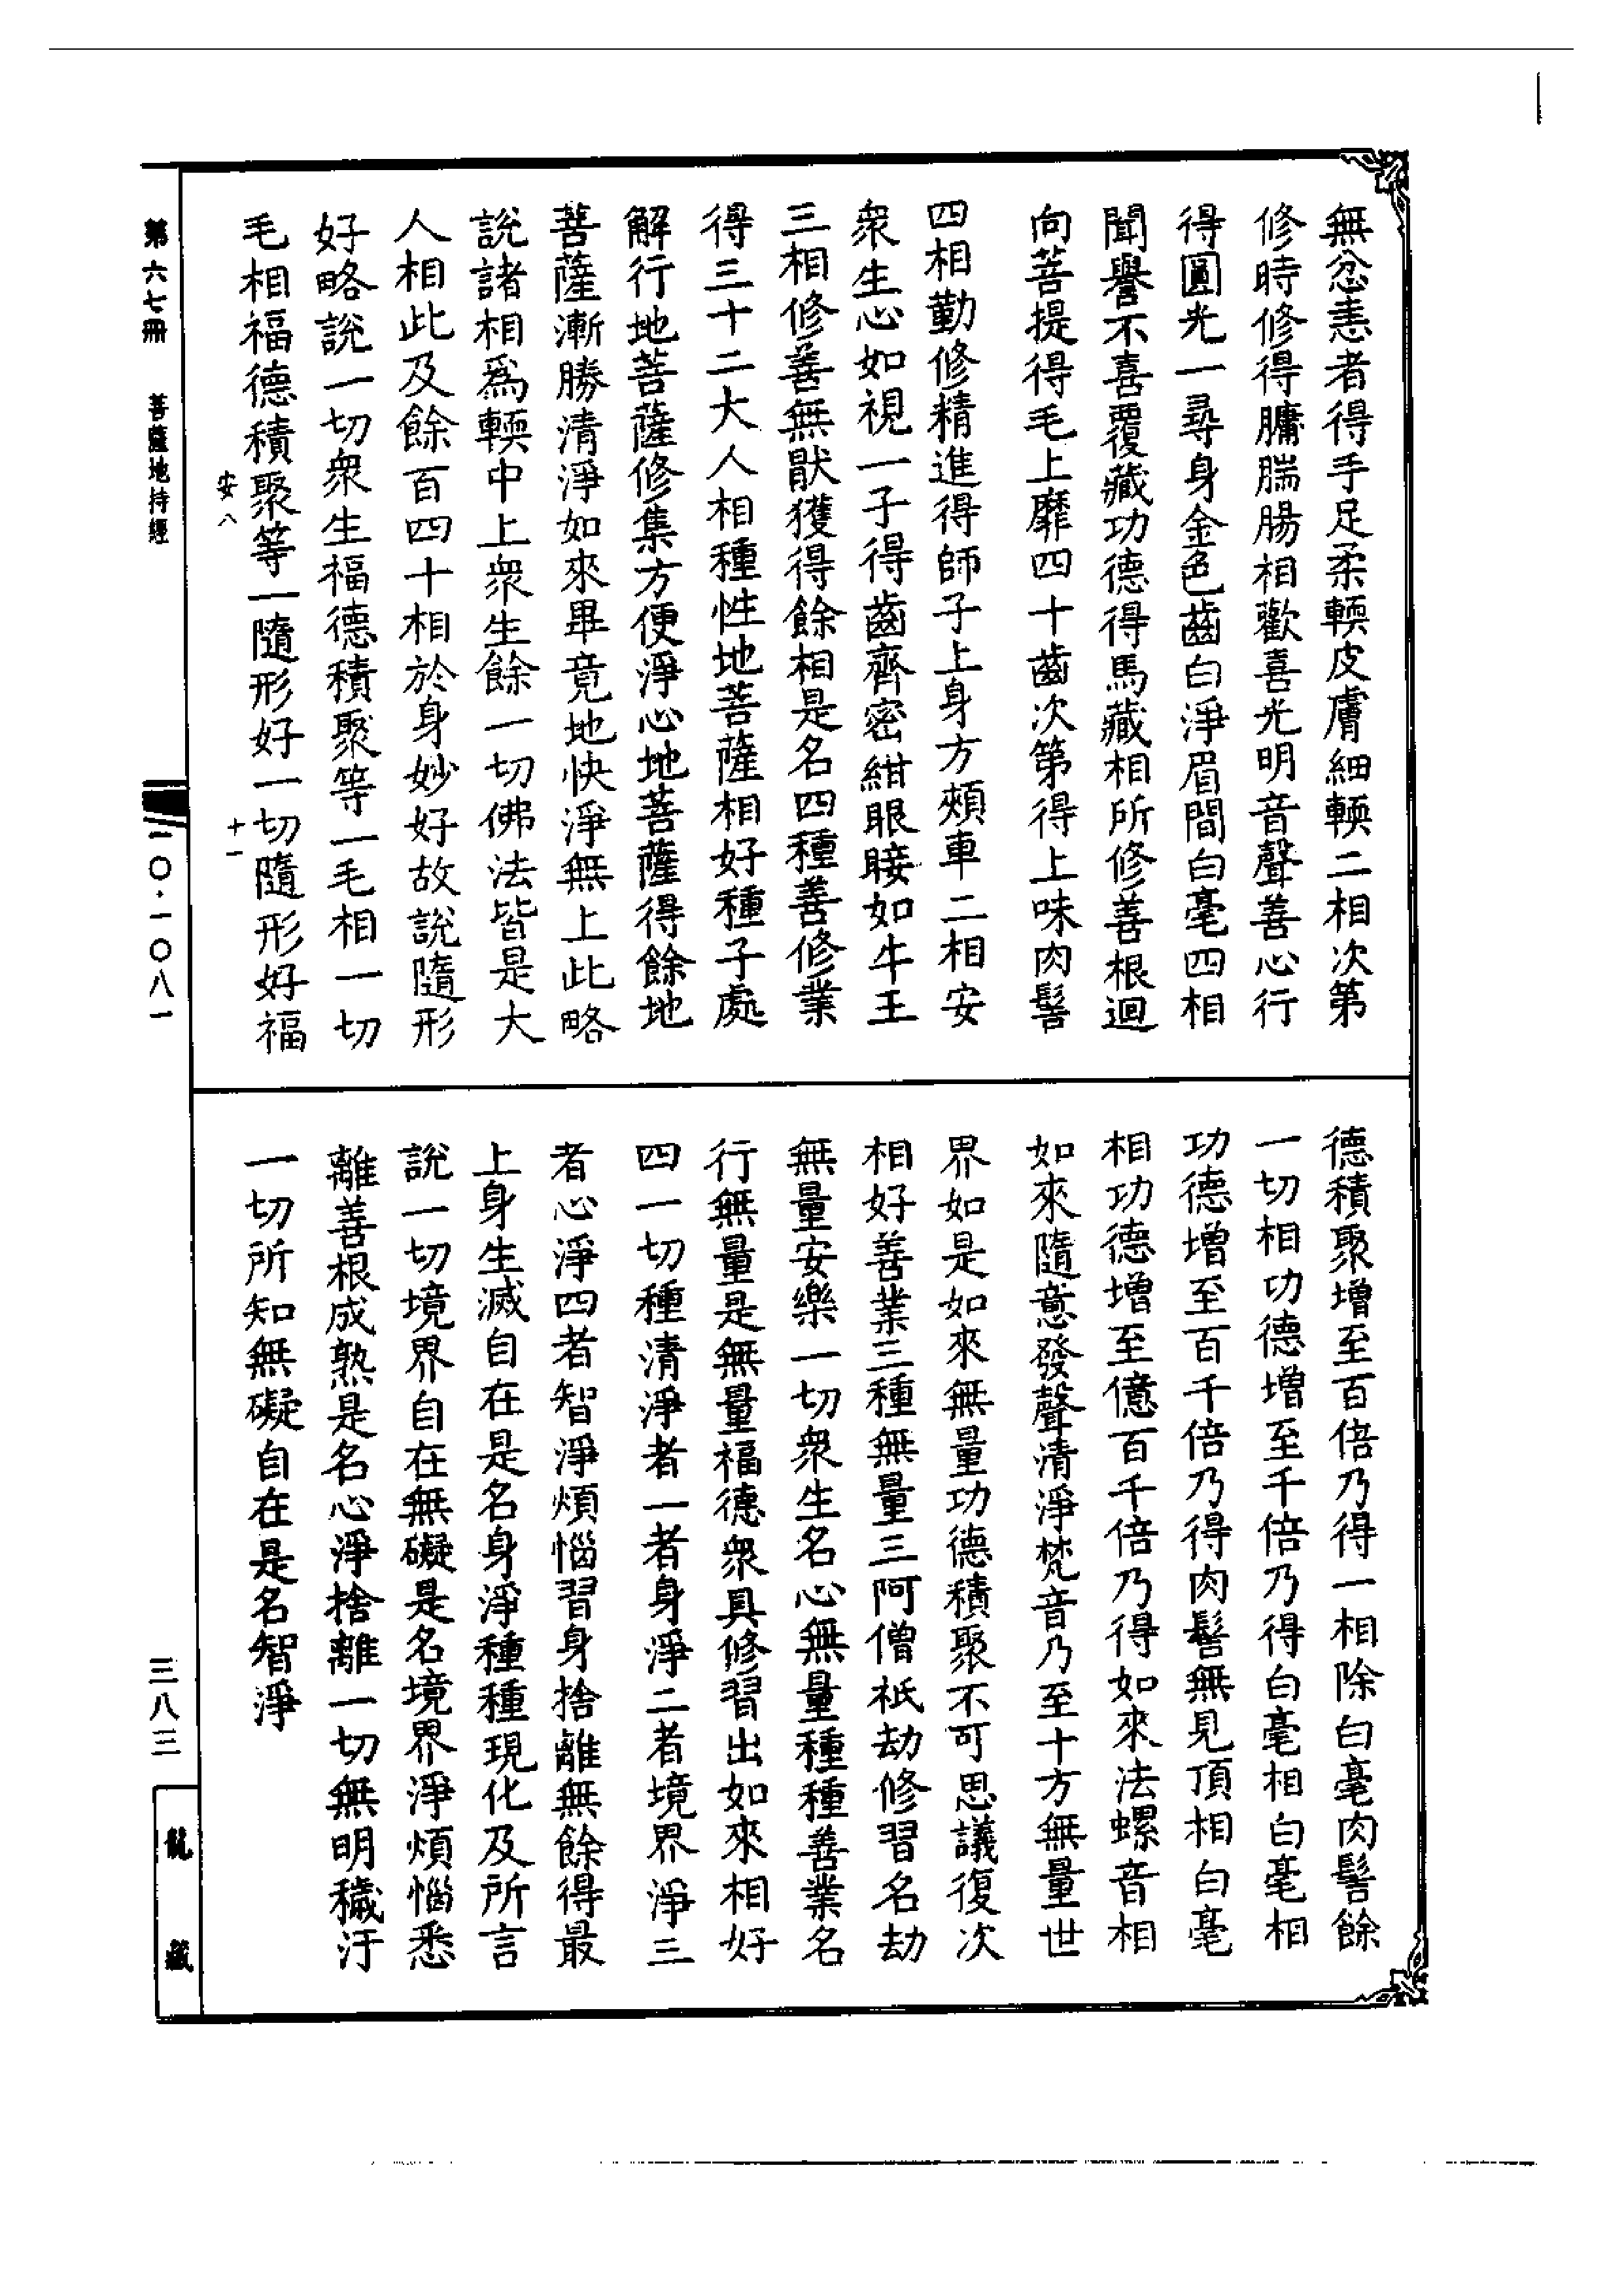 無忿恚者得手足柔輭皮膚細輭二相次第
修時修得𦟛腨腸相歡喜光明音聲善心行
得圓光一尋身金色齒白淨眉間白毫四相
聞譽不喜覆藏功德得馬藏相所修善根迴
向菩提得毛上靡四十齒次第得上味肉髻
四相勤修精進得師子上身方頰車二相安
衆生心如視一子得齒齊密紺眼睫如牛王
三相修善無猒獲得餘相是名四種善修業
得三十二大人相種性地菩薩相好種子處
解行地菩薩修集方便淨心地菩薩得餘地
菩薩漸勝清淨如來畢竟地快淨無上此略
說諸相爲輭中上衆生餘一切佛法皆是大
人相此及餘百四十相於身妙好故說隨形
好略說一切衆生福德積聚等一毛相一切
毛相福德積聚等一隨形好一切隨形好福
安八
十一
德積聚增至百倍乃得一相除白毫肉髻餘
一切相功德增至千倍乃得白毫相白毫相
功德增至百千倍乃得肉髻無見頂相白毫
相功德增至億百千倍乃得如來法螺音相
如來隨意發聲清淨梵音乃至十方無量世
界如是如來無量功德積聚不可思議復次
相好善業三種無量三阿僧祇劫修習名劫
無量安樂一切衆生名心無量種種善業名
行無量是無量福德衆具修習出如來相好
四一切種清淨者一者身淨二者境界淨三
者心淨四者智淨煩惱習身捨離無餘得最
上身生滅自在是名身淨種種現化及所言
說一切境界自在無礙是名境界淨煩惱悉
離善根成熟是名心淨捨離一切無明穢汙
一切所知無礙自在是名智淨
第六七冊
菩薩地持經
一〇·一〇八一
三八三
龍藏